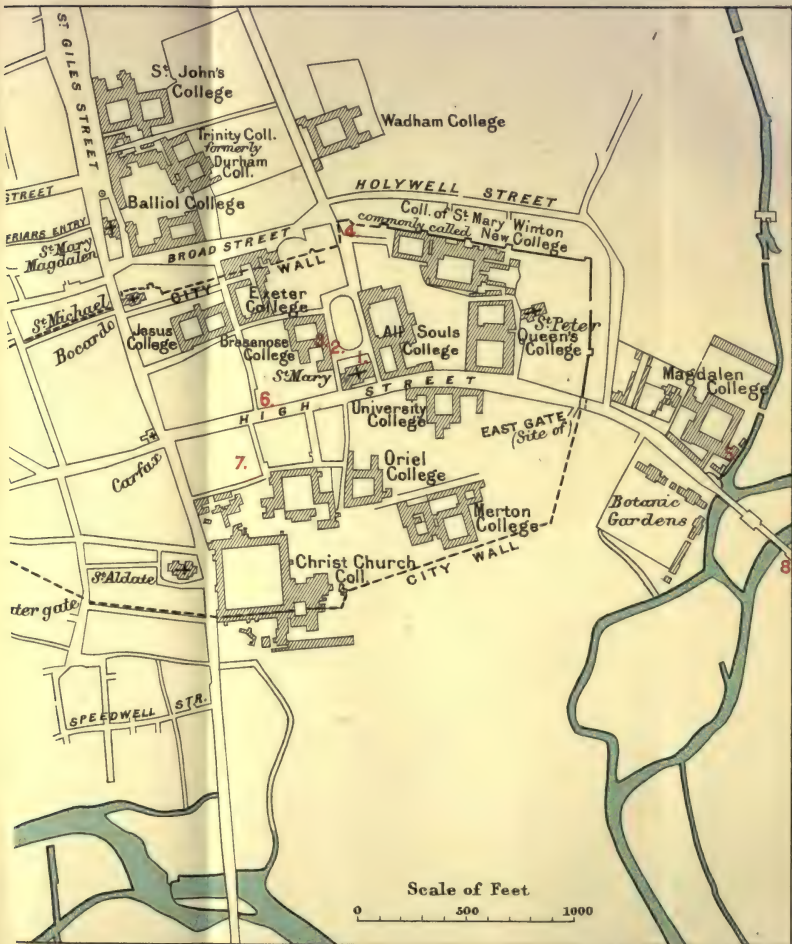 ST. GILES STREET
St. John's
College
Wadham College
Trinity Coll.
formerly
Durham
Coll.
Balliol College
STREET
FRIARS ENTRY
St. Mary
Magdalen
BROAD STREET
HOLYWELL STREET
Coll. of St. Mary Winton
commonly called New College
4
CITY WALL
St. Michael
Bocardo
Exeter
College
Jesus
College
Brasenose
College
3.
2.
1.
St. Mary
All Souls
College
St. Peter
Queen's
College
Magdalen
College
5.
6.
HIGH STREET
University
College
EAST GATE
(Site of)
Carfax
7.
Oriel
College
Merton
College
Botanic
Gardens
8
St. Aldate
Christ Church
Coll.
CITY WALL
ter gate
SPEEDWELL STR.
Scale of Feet
0 500 1000